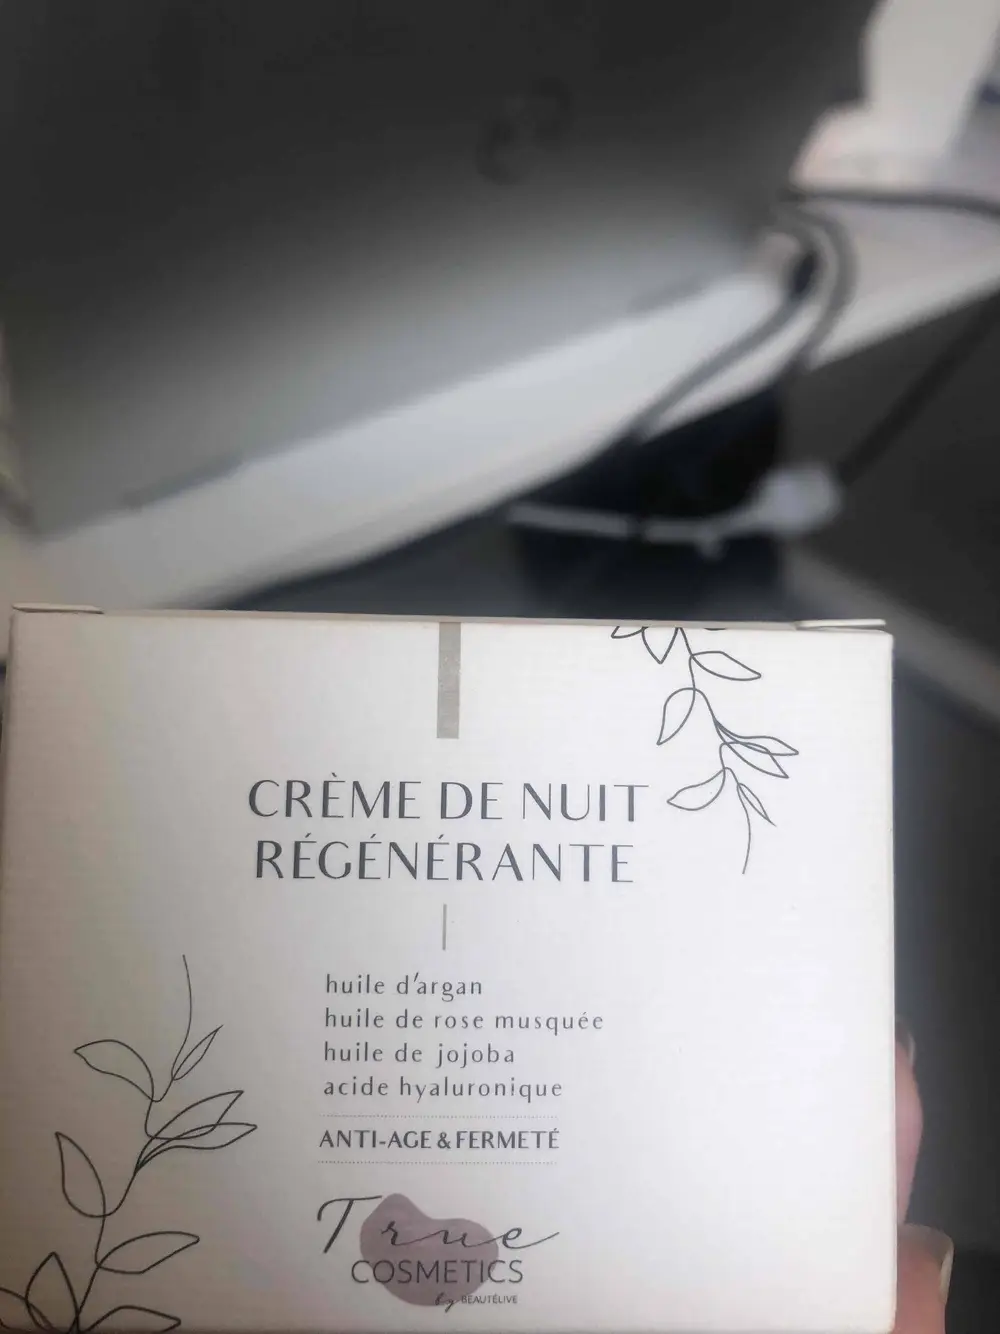 CRÈME DE NUIT
RÉGÉNÉRANTE
huile d'argan
huile de rose musquée
huile de jojoba
acide hyaluronique
ANTI-AGE & FERMETÉ
True
COSMETICS
by BEAUTÉLIVE